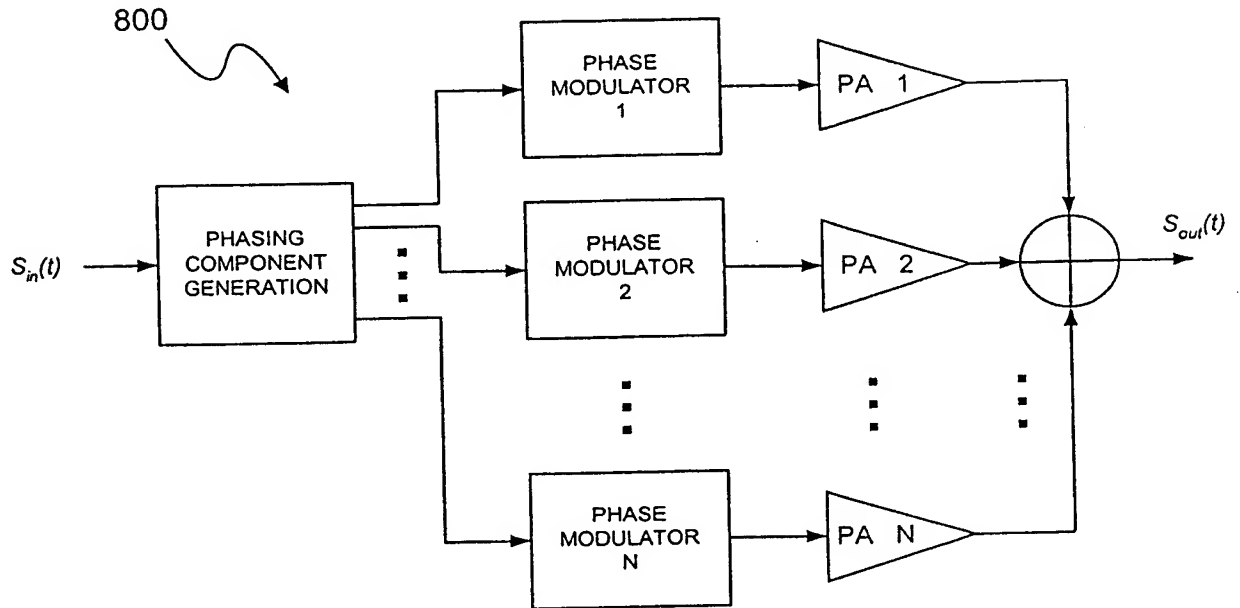 800
PHASE
MODULATOR
1
PA 1
PHASING
COMPONENT
GENERATION
S_in(t)
PHASE
MODULATOR
2
PA 2
S_out(t)
PHASE
MODULATOR
N
PA N